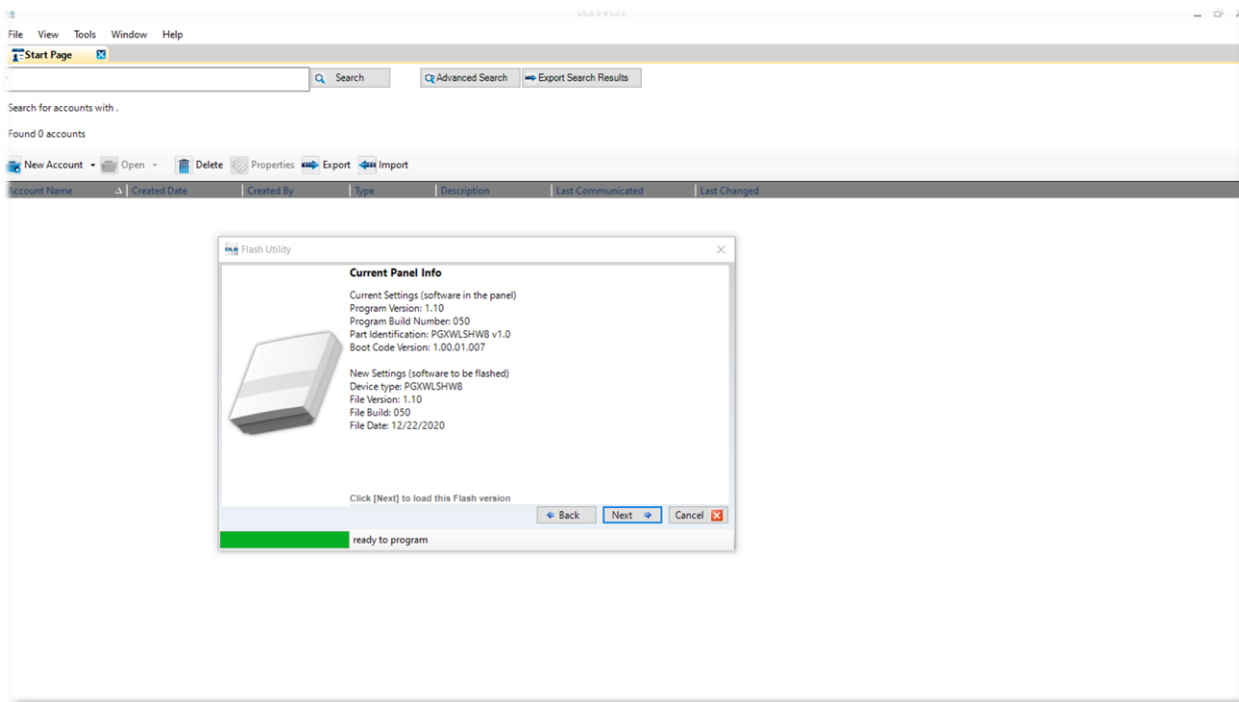 DLS 5 v1.73
File View Tools Window Help
Start Page
Search Advanced Search Export Search Results
Search for accounts with .
Found 0 accounts
New Account Open Delete Properties Export Import
Account Name Created Date Created By Type Description Last Communicated Last Changed
DLS Flash Utility
Current Panel Info
Current Settings (software in the panel)
Program Version: 1.10
Program Build Number: 050
Part Identification: PGXWLSHW8 v1.0
Boot Code Version: 1.00.01.007
New Settings (software to be flashed)
Device type: PGXWLSHW8
File Version: 1.10
File Build: 050
File Date: 12/22/2020
Click [Next] to load this Flash version
Back Next Cancel
ready to program